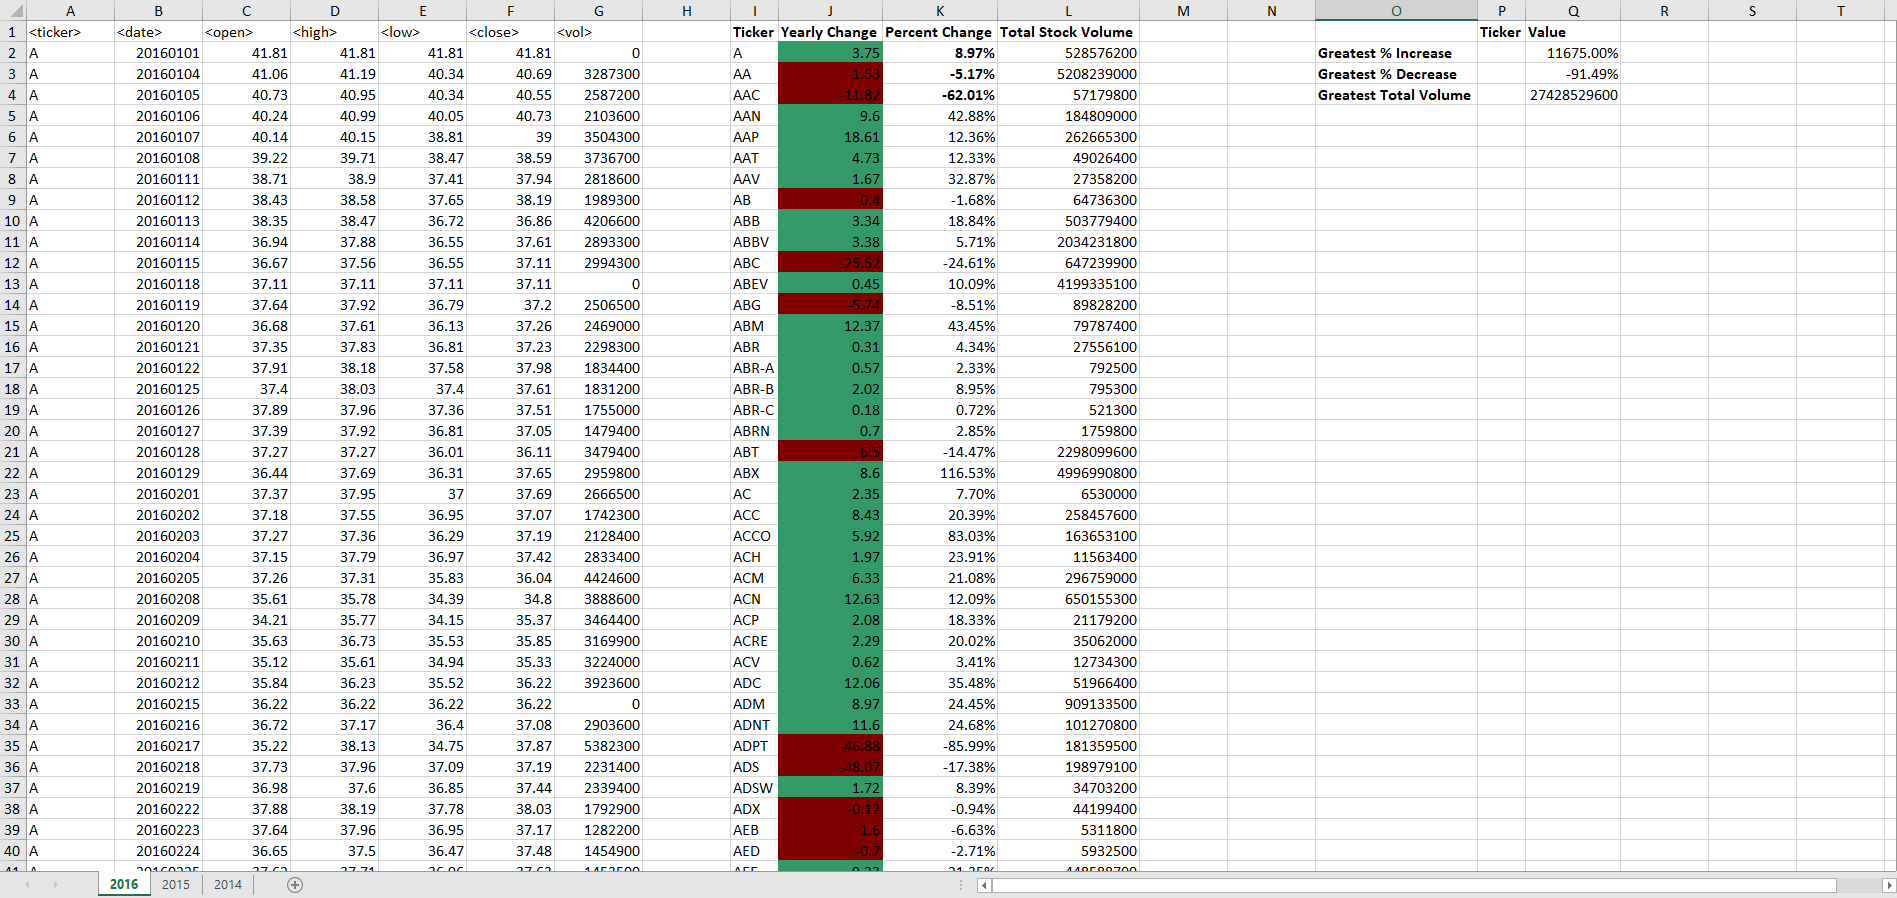 A B C D E F G H I J K L M N O P Q R S T
1 <ticker> <date> <open> <high> <low> <close> <vol> Ticker Yearly Change Percent Change Total Stock Volume Ticker Value
2 A 20160101 41.81 41.81 41.81 41.81 0 A 3.75 8.97% 528576200 Greatest % Increase 11675.00%
3 A 20160104 41.06 41.19 40.34 40.69 3287300 AA -5.17% 5208239000 Greatest % Decrease -91.49%
4 A 20160105 40.73 40.95 40.34 40.55 2587200 AAC -11.82 -62.01% 57179800 Greatest Total Volume 27428529600
5 A 20160106 40.24 40.99 40.05 40.73 2103600 AAN 9.6 42.88% 184809000
6 A 20160107 40.14 40.15 38.81 39 3504300 AAP 18.61 12.36% 262665300
7 A 20160108 39.22 39.71 38.47 38.59 3736700 AAT 4.73 12.33% 49026400
8 A 20160111 38.71 38.9 37.41 37.94 2818600 AAV 1.67 32.87% 27358200
9 A 20160112 38.43 38.58 37.65 38.19 1989300 AB -0.4 -1.68% 64736300
10 A 20160113 38.35 38.47 36.72 36.86 4206600 ABB 3.34 18.84% 503779400
11 A 20160114 36.94 37.88 36.55 37.61 2893300 ABBV 3.38 5.71% 2034231800
12 A 20160115 36.67 37.56 36.55 37.11 2994300 ABC -25.52 -24.61% 647239900
13 A 20160118 37.11 37.11 37.11 37.11 0 ABEV 0.45 10.09% 4199335100
14 A 20160119 37.64 37.92 36.79 37.2 2506500 ABG -5.74 -8.51% 89828200
15 A 20160120 36.68 37.61 36.13 37.26 2469000 ABM 12.37 43.45% 79787400
16 A 20160121 37.35 37.83 36.81 37.23 2298300 ABR 0.31 4.34% 27556100
17 A 20160122 37.91 38.18 37.58 37.98 1834400 ABR-A 0.57 2.33% 792500
18 A 20160125 37.4 38.03 37.4 37.61 1831200 ABR-B 2.02 8.95% 795300
19 A 20160126 37.89 37.96 37.36 37.51 1755000 ABR-C 0.18 0.72% 521300
20 A 20160127 37.39 37.92 36.81 37.05 1479400 ABRN 0.7 2.85% 1759800
21 A 20160128 37.27 37.27 36.01 36.11 3479400 ABT -6.5 -14.47% 2298099600
22 A 20160129 36.44 37.69 36.31 37.65 2959800 ABX 8.6 116.53% 4996990800
23 A 20160201 37.37 37.95 37 37.69 2666500 AC 2.35 7.70% 6530000
24 A 20160202 37.18 37.55 36.95 37.07 1742300 ACC 8.43 20.39% 258457600
25 A 20160203 37.27 37.36 36.29 37.19 2128400 ACCO 5.92 83.03% 163653100
26 A 20160204 37.15 37.79 36.97 37.42 2833400 ACH 1.97 23.91% 11563400
27 A 20160205 37.26 37.31 35.83 36.04 4424600 ACM 6.33 21.08% 296759000
28 A 20160208 35.61 35.78 34.39 34.8 3888600 ACN 12.63 12.09% 650155300
29 A 20160209 34.21 35.77 34.15 35.37 3464400 ACP 2.08 18.33% 21179200
30 A 20160210 35.63 36.73 35.53 35.85 3169900 ACRE 2.29 20.02% 35062000
31 A 20160211 35.12 35.61 34.94 35.33 3224000 ACV 0.62 3.41% 12734300
32 A 20160212 35.84 36.23 35.52 36.22 3923600 ADC 12.06 35.48% 51966400
33 A 20160215 36.22 36.22 36.22 36.22 0 ADM 8.97 24.45% 909133500
34 A 20160216 36.72 37.17 36.4 37.08 2903600 ADNT 11.6 24.68% 101270800
35 A 20160217 35.22 38.13 34.75 37.87 5382300 ADPT -46.88 -85.99% 181359500
36 A 20160218 37.73 37.96 37.09 37.19 2231400 ADS -48.07 -17.38% 198979100
37 A 20160219 36.98 37.6 36.85 37.44 2339400 ADSW 1.72 8.39% 34703200
38 A 20160222 37.88 38.19 37.78 38.03 1792900 ADX -0.12 -0.94% 44199400
39 A 20160223 37.64 37.96 36.95 37.17 1282200 AEB -1.6 -6.63% 5311800
40 A 20160224 36.65 37.5 36.47 37.48 1454900 AED -0.7 -2.71% 5932500
2016 2015 2014